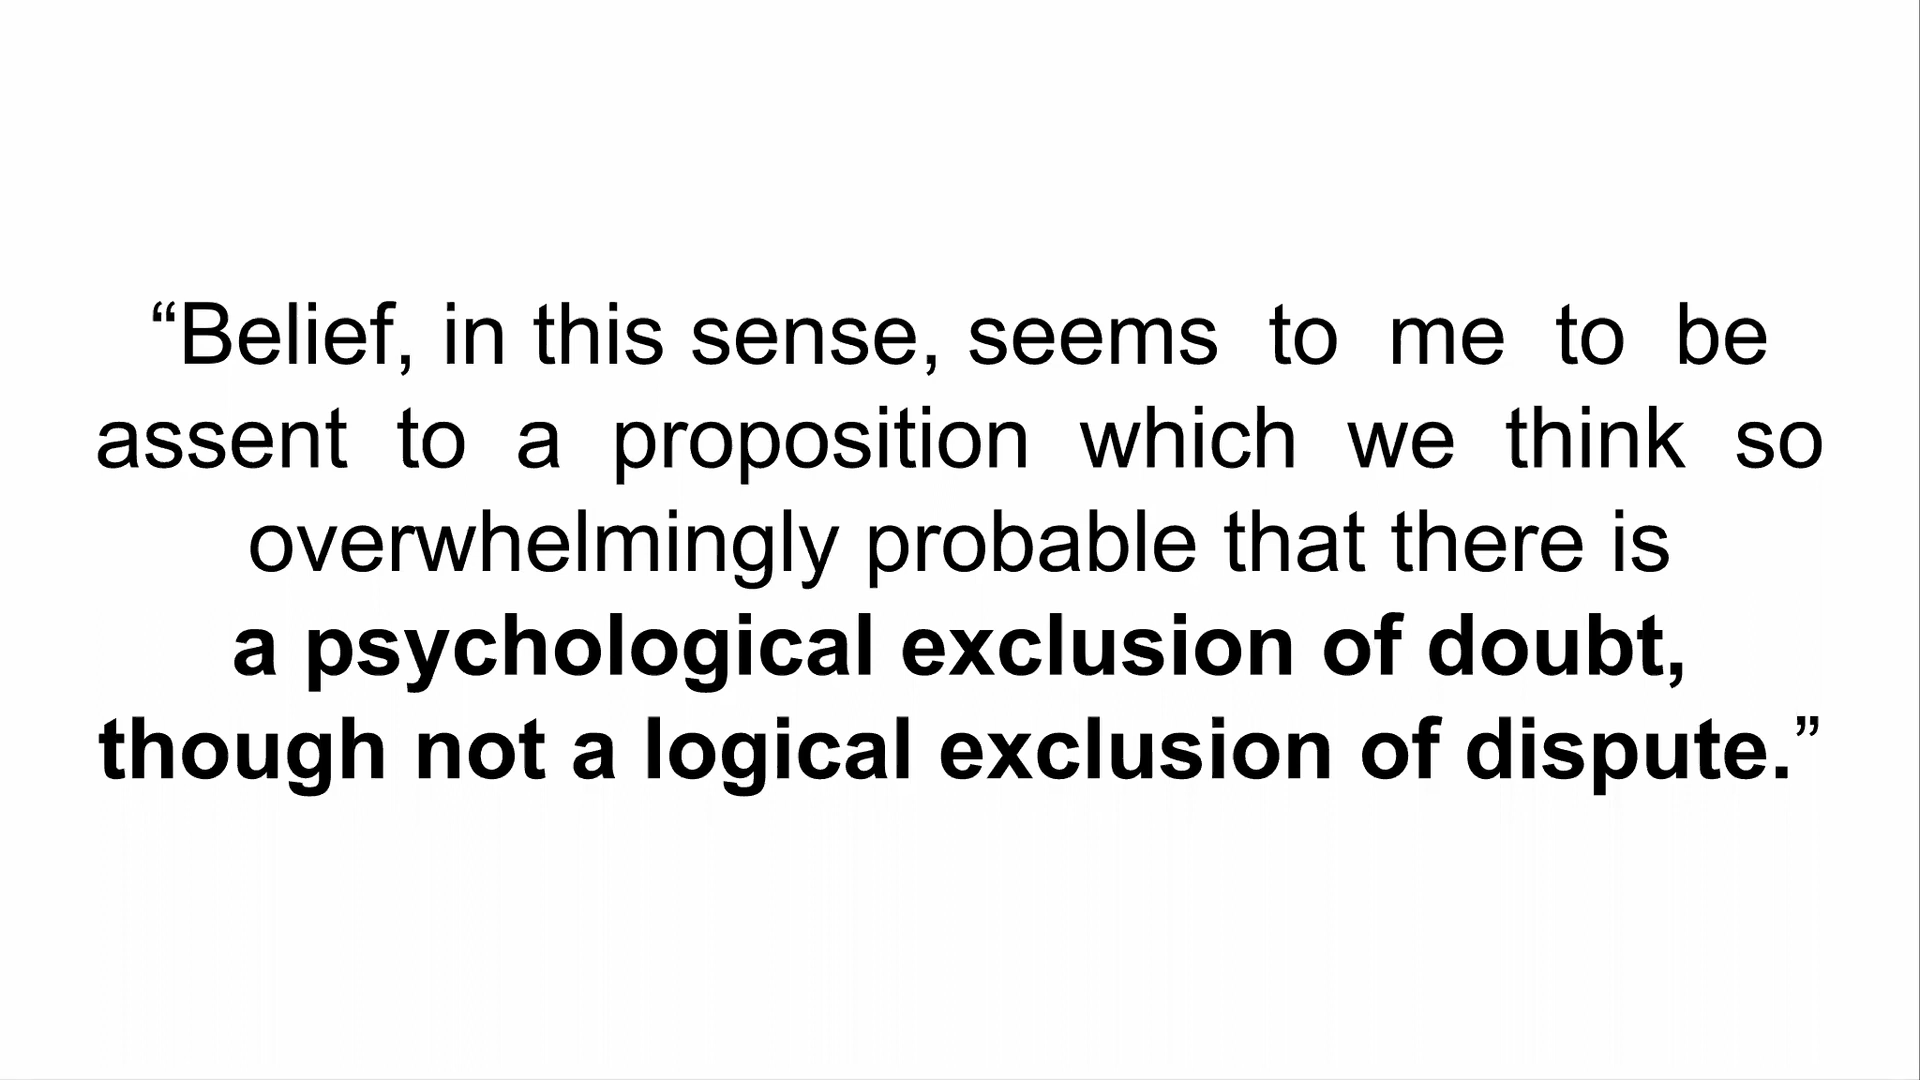 “Belief, in this sense, seems to me to be
assent to a proposition which we think so
overwhelmingly probable that there is
a psychological exclusion of doubt,
though not a logical exclusion of dispute.”